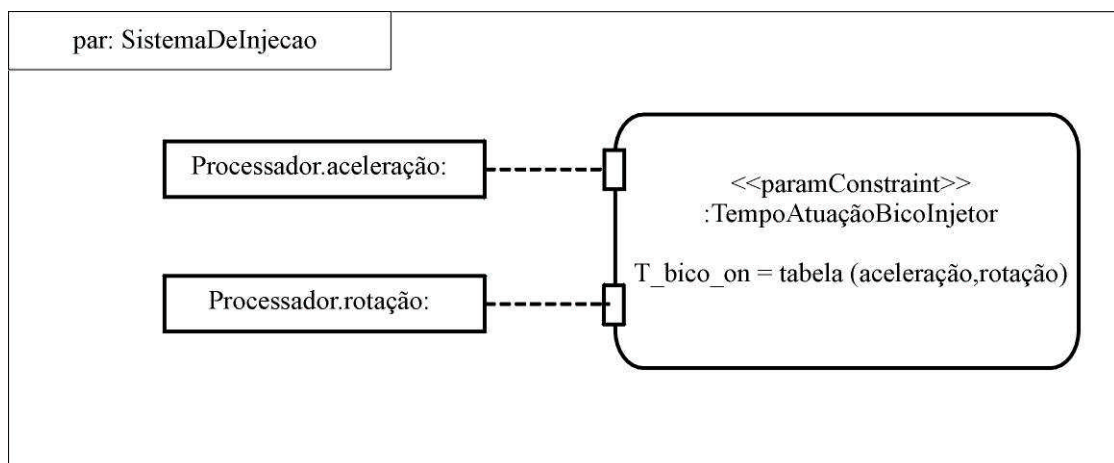 par: SistemaDeInjecao
Processador.aceleração:
<<paramConstraint>>
:TempoAtuaçãoBicoInjetor
T_bico_on = tabela (aceleração,rotação)
Processador.rotação: